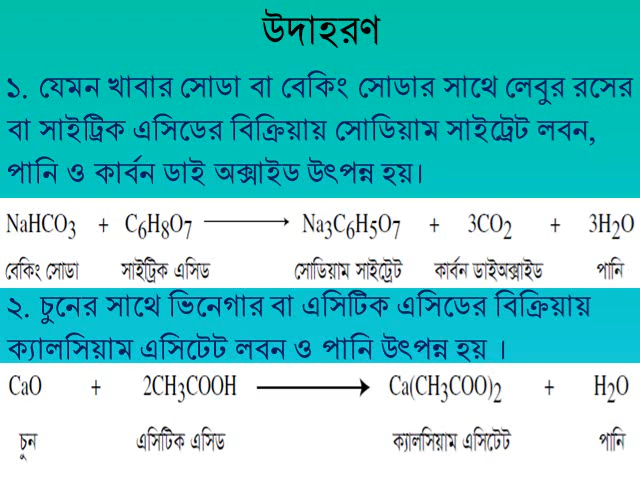 উদাহরণ
১. যেমন খাবার সোডা বা বেকিং সোডার সাথে লেবুর রসের
বা সাইট্রিক এসিডের বিক্রিয়ায় সোডিয়াম সাইট্রেট লবন,
পানি ও কার্বন ডাই অক্সাইড উৎপন্ন হয়।
NaHCO₃ + C₆H₈O₇ ⟶ Na₃C₆H₅O₇ + 3CO₂ + 3H₂O
বেকিং সোডা সাইট্রিক এসিড সোডিয়াম সাইট্রেট কার্বন ডাইঅক্সাইড পানি
২. চুনের সাথে ভিনেগার বা এসিটিক এসিডের বিক্রিয়ায়
ক্যালসিয়াম এসিটেট লবন ও পানি উৎপন্ন হয় ।
CaO + 2CH₃COOH ⟶ Ca(CH₃COO)₂ + H₂O
চুন এসিটিক এসিড ক্যালসিয়াম এসিটেট পানি